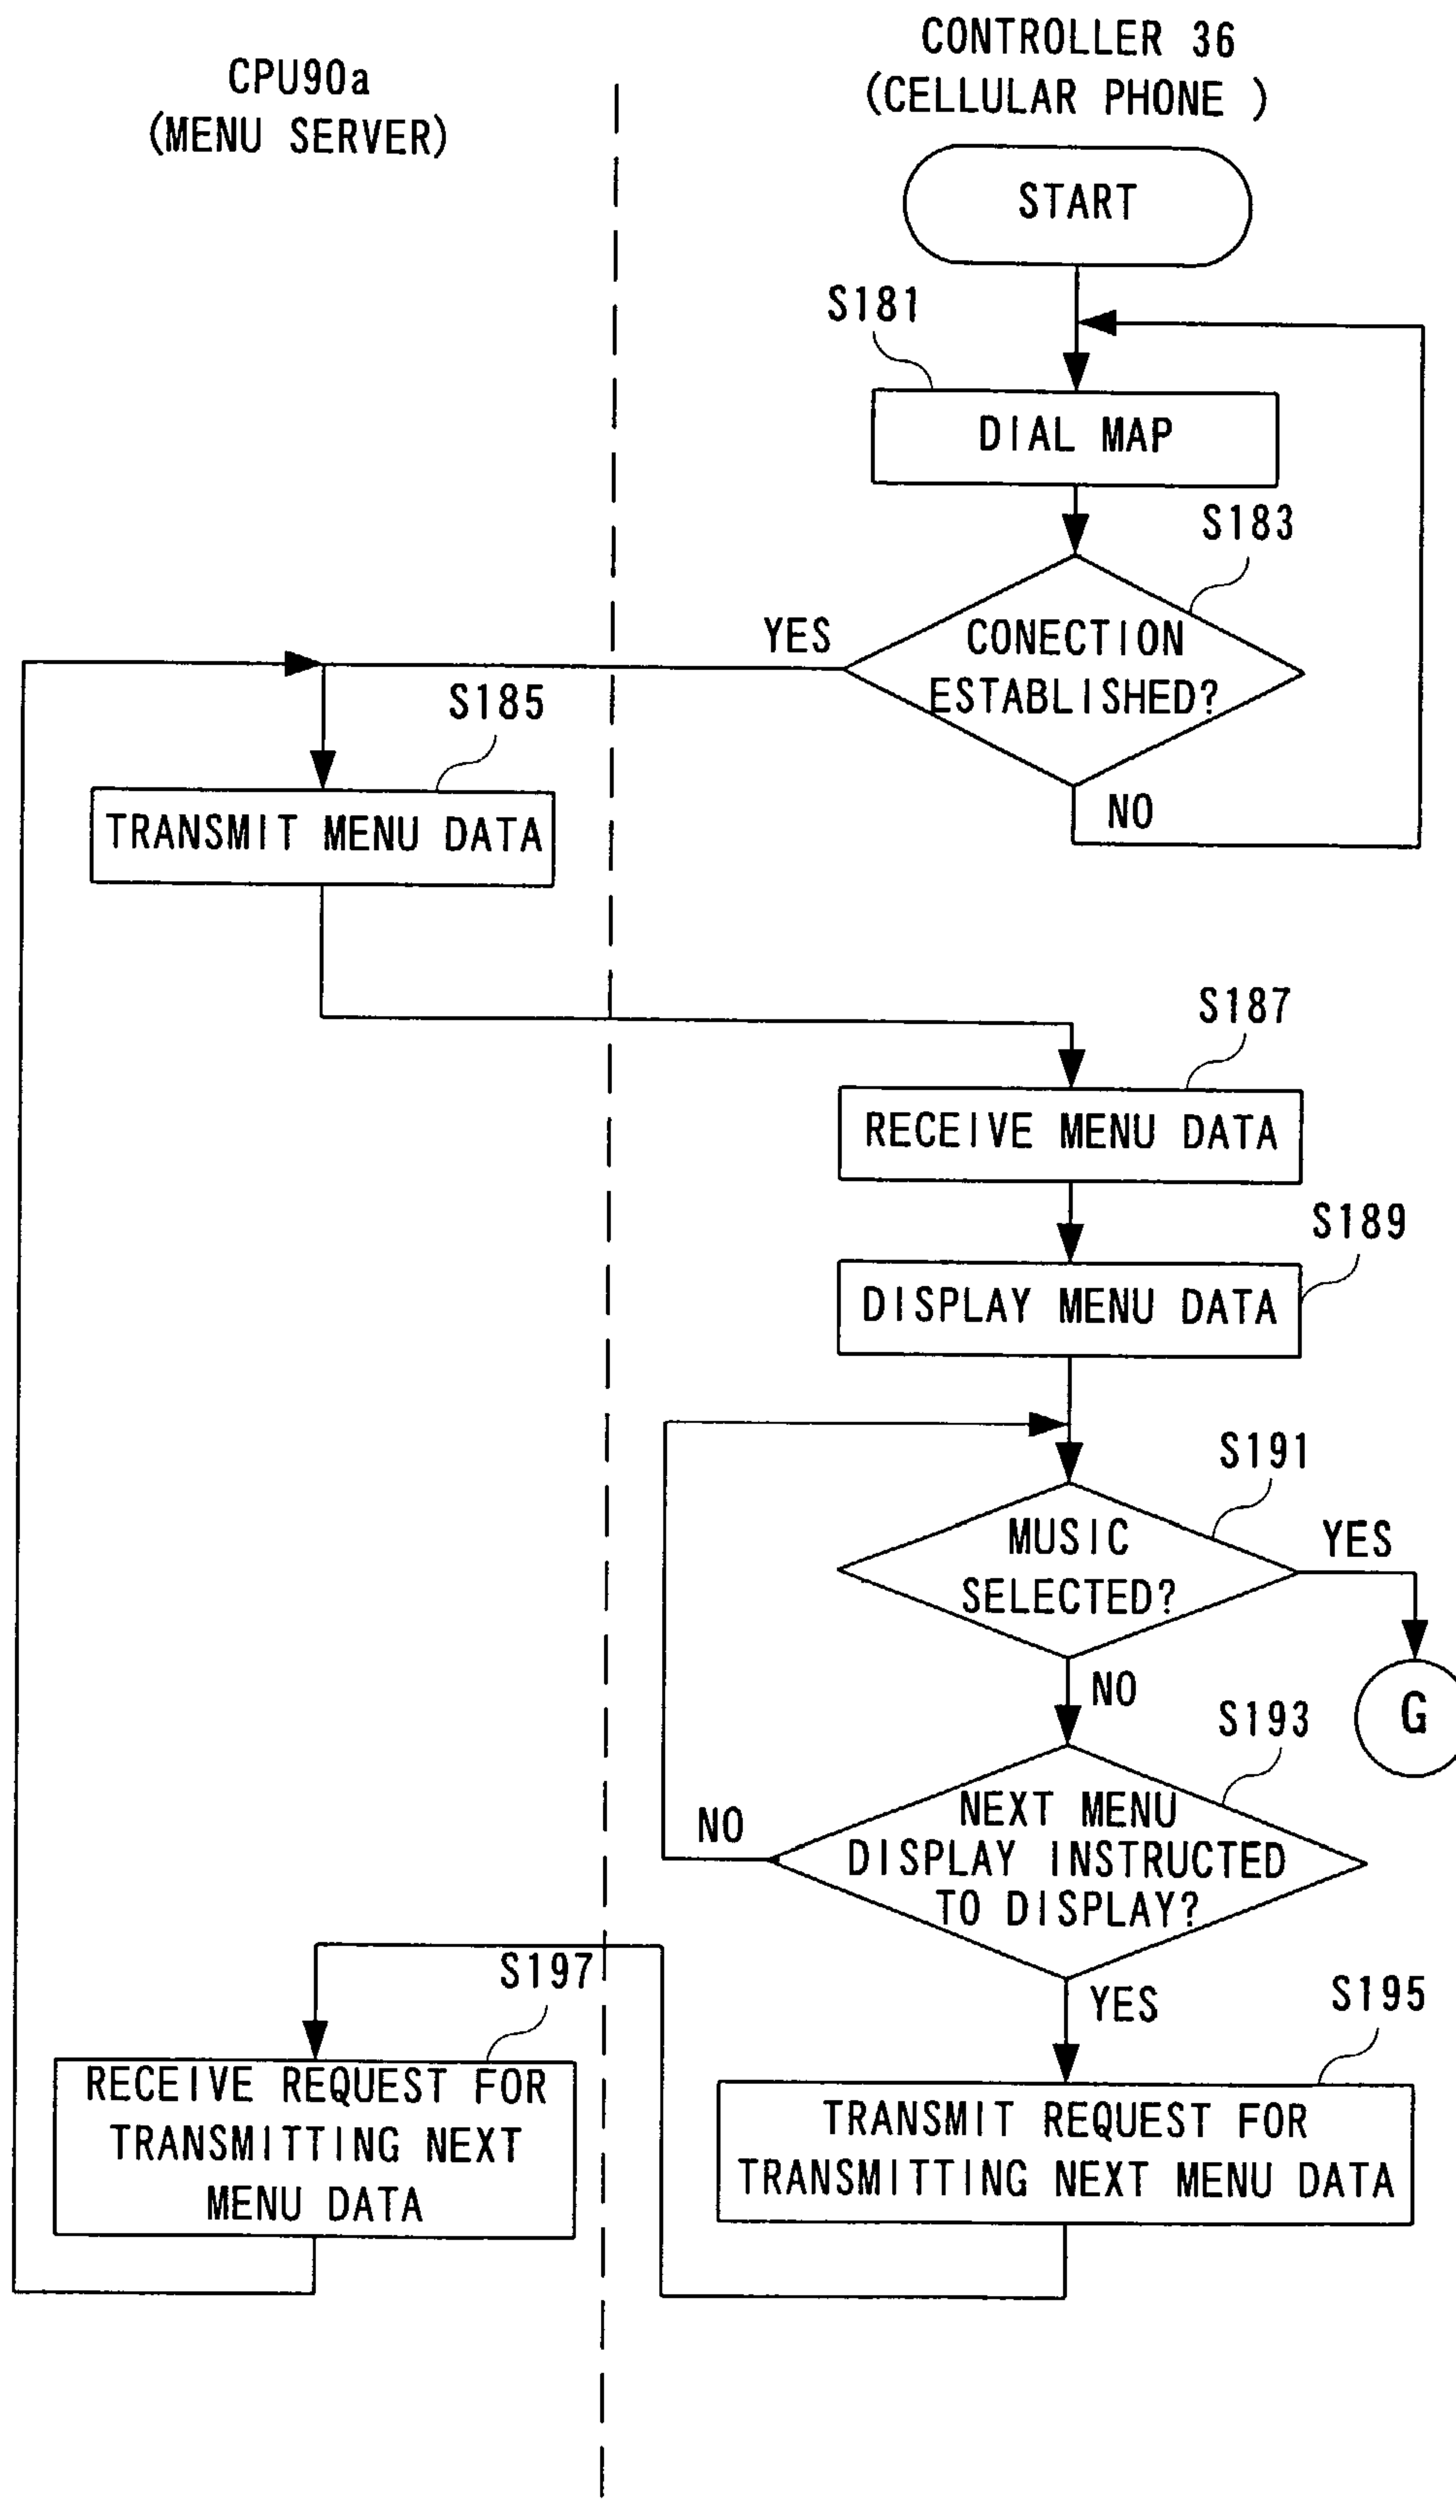 CPU90a
(MENU SERVER)
CONTROLLER 36
(CELLULAR PHONE )
START
S181
DIAL MAP
S183
YES
CONECTION
ESTABLISHED?
NO
S185
TRANSMIT MENU DATA
S187
RECEIVE MENU DATA
S189
DISPLAY MENU DATA
S191
MUSIC
SELECTED?
YES
NO
G
S193
NEXT MENU
DISPLAY INSTRUCTED
TO DISPLAY?
NO
YES
S195
TRANSMIT REQUEST FOR
TRANSMITTING NEXT MENU DATA
S197
RECEIVE REQUEST FOR
TRANSMITTING NEXT
MENU DATA